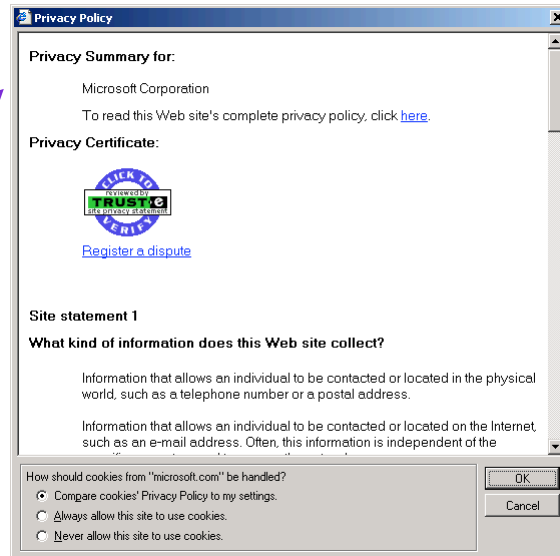 Privacy Policy
Privacy Summary for:
Microsoft Corporation
To read this Web site's complete privacy policy, click here.
Privacy Certificate:
CLICK TO
reviewed by
TRUST e
site privacy statement
VERIFY
Register a dispute
Site statement 1
What kind of information does this Web site collect?
Information that allows an individual to be contacted or located in the physical
world, such as a telephone number or a postal address.
Information that allows an individual to be contacted or located on the Internet,
such as an e-mail address. Often, this information is independent of the
How should cookies from "microsoft.com" be handled?
Compare cookies' Privacy Policy to my settings.
Always allow this site to use cookies.
Never allow this site to use cookies.
OK
Cancel